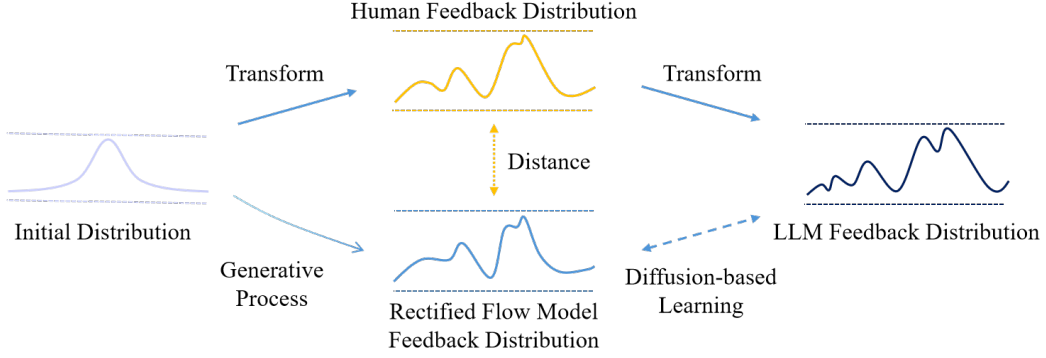 Human Feedback Distribution
Transform
Transform
Distance
Initial Distribution
LLM Feedback Distribution
Generative
Process
Diffusion-based
Learning
Rectified Flow Model
Feedback Distribution